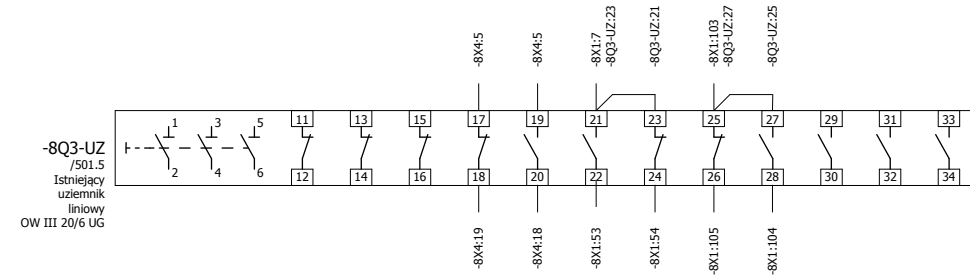 -8X4:5
-8X4:5
-8X1:7
-8Q3-UZ:23
-8Q3-UZ:21
-8X1:103
-8Q3-UZ:27
-8Q3-UZ:25
11 13 15 17 19 21 23 25 27 29 31 33
1 3 5
-8Q3-UZ
/501.5
Istniejący
uziemnik
liniowy
OW III 20/6 UG
2 4 6
12 14 16 18 20 22 24 26 28 30 32 34
-8X4:19
-8X4:18
-8X1:53
-8X1:54
-8X1:105
-8X1:104